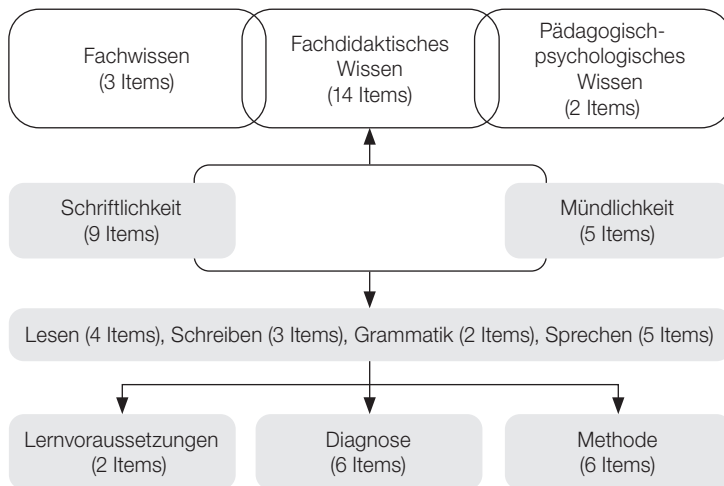 Fachwissen
(3 Items)
Fachdidaktisches
Wissen
(14 Items)
Pädagogisch-
psychologisches
Wissen
(2 Items)
Schriftlichkeit
(9 Items)
Mündlichkeit
(5 Items)
Lesen (4 Items), Schreiben (3 Items), Grammatik (2 Items), Sprechen (5 Items)
Lernvoraussetzungen
(2 Items)
Diagnose
(6 Items)
Methode
(6 Items)